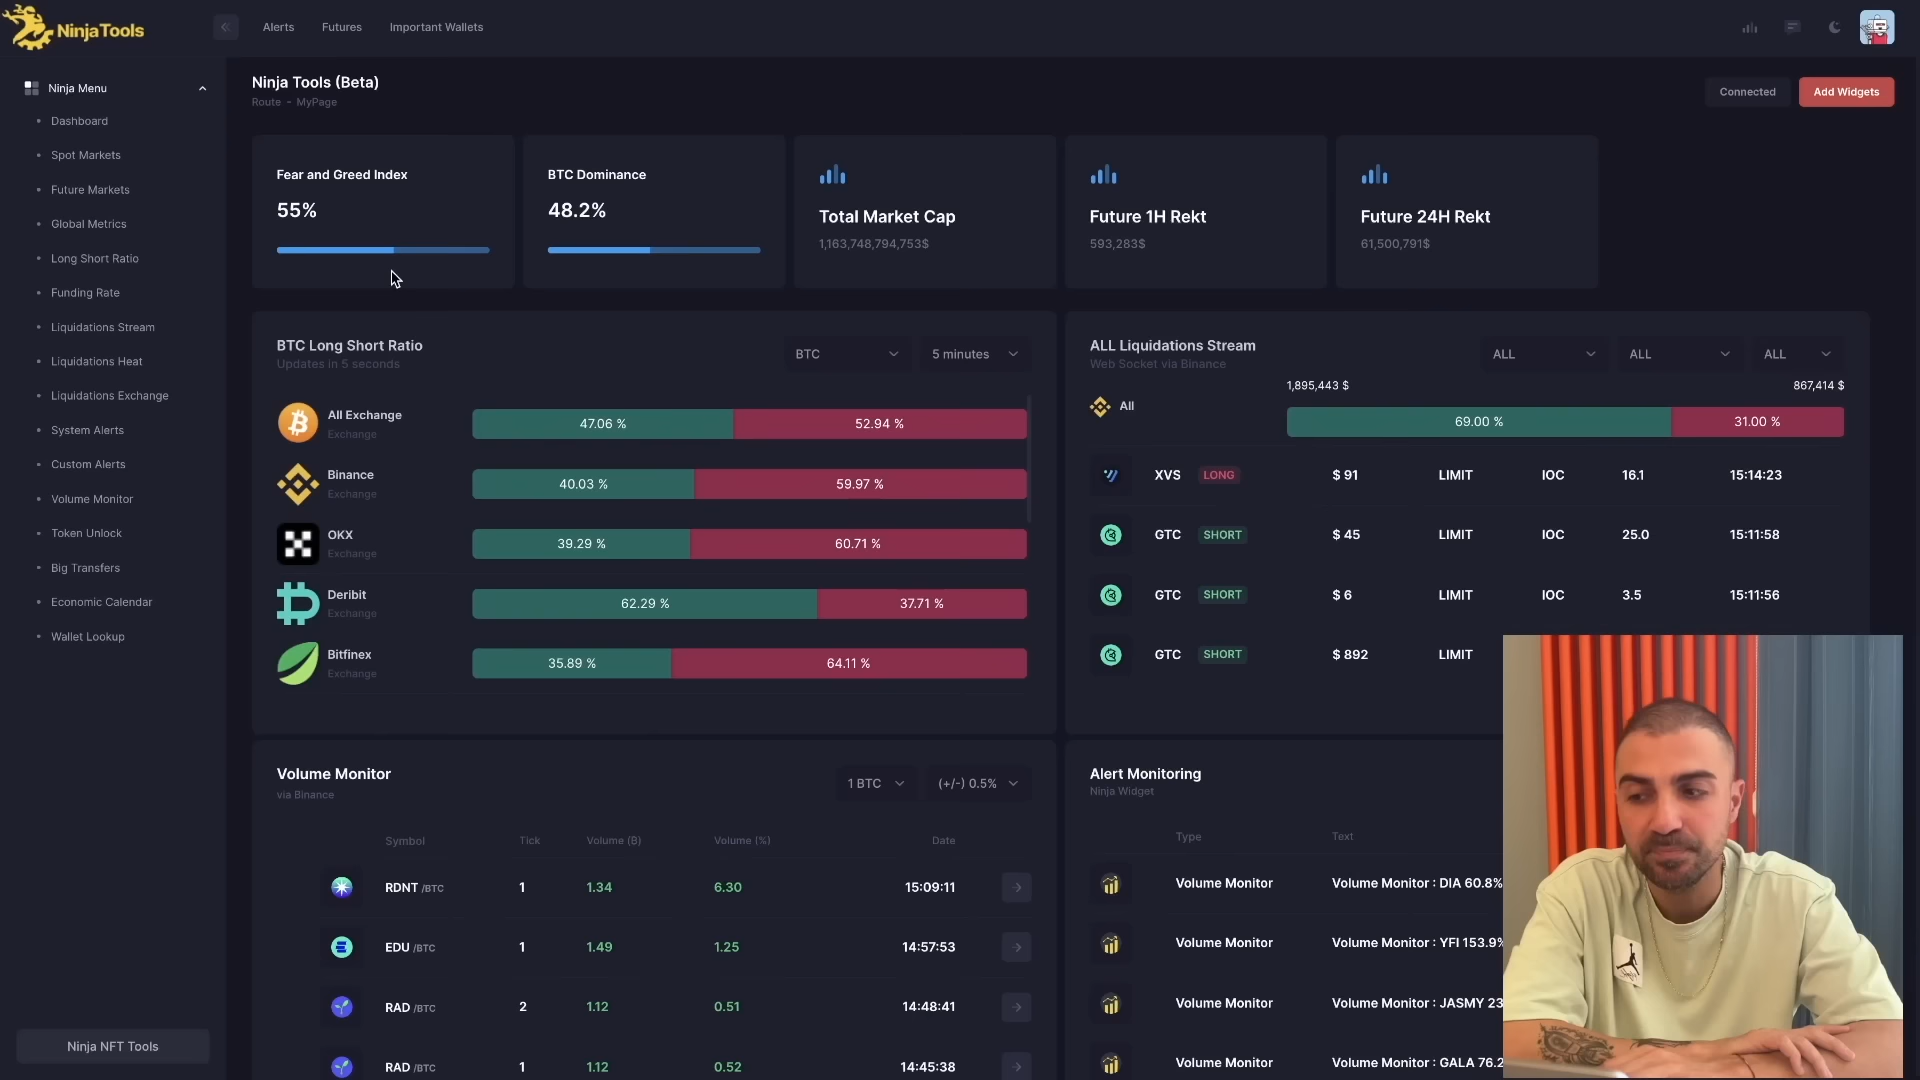 NinjaTools
Alerts
Futures
Important Wallets
Ninja Menu
Dashboard
Spot Markets
Future Markets
Global Metrics
Long Short Ratio
Funding Rate
Liquidations Stream
Liquidations Heat
Liquidations Exchange
System Alerts
Custom Alerts
Volume Monitor
Token Unlock
Big Transfers
Economic Calendar
Wallet Lookup
Ninja NFT Tools
Ninja Tools (Beta)
Route - MyPage
Connected
Add Widgets
Fear and Greed Index
55%
BTC Dominance
48.2%
Total Market Cap
1,163,748,794,753$
Future 1H Rekt
593,283$
Future 24H Rekt
61,500,791$
BTC Long Short Ratio
Updates in 5 seconds
BTC
5 minutes
All Exchange
Exchange
47.06 % 52.94 %
Binance
Exchange
40.03 % 59.97 %
OKX
Exchange
39.29 % 60.71 %
Deribit
Exchange
62.29 % 37.71 %
Bitfinex
Exchange
35.89 % 64.11 %
ALL Liquidations Stream
Web Socket via Binance
ALL
ALL
ALL
1,895,443 $ 867,414 $
All
69.00 % 31.00 %
XVS LONG $ 91 LIMIT IOC 16.1 15:14:23
GTC SHORT $ 45 LIMIT IOC 25.0 15:11:58
GTC SHORT $ 6 LIMIT IOC 3.5 15:11:56
GTC SHORT $ 892 LIMIT
Volume Monitor
via Binance
1 BTC
(+/-) 0.5%
Symbol Tick Volume (₿) Volume (%) Date
RDNT /BTC 1 1.34 6.30 15:09:11
EDU /BTC 1 1.49 1.25 14:57:53
RAD /BTC 2 1.12 0.51 14:48:41
RAD /BTC 1 1.12 0.52 14:45:38
Alert Monitoring
Ninja Widget
Type Text
Volume Monitor Volume Monitor : DIA 60.8%
Volume Monitor Volume Monitor : YFI 153.9%
Volume Monitor Volume Monitor : JASMY 23
Volume Monitor Volume Monitor : GALA 76.2